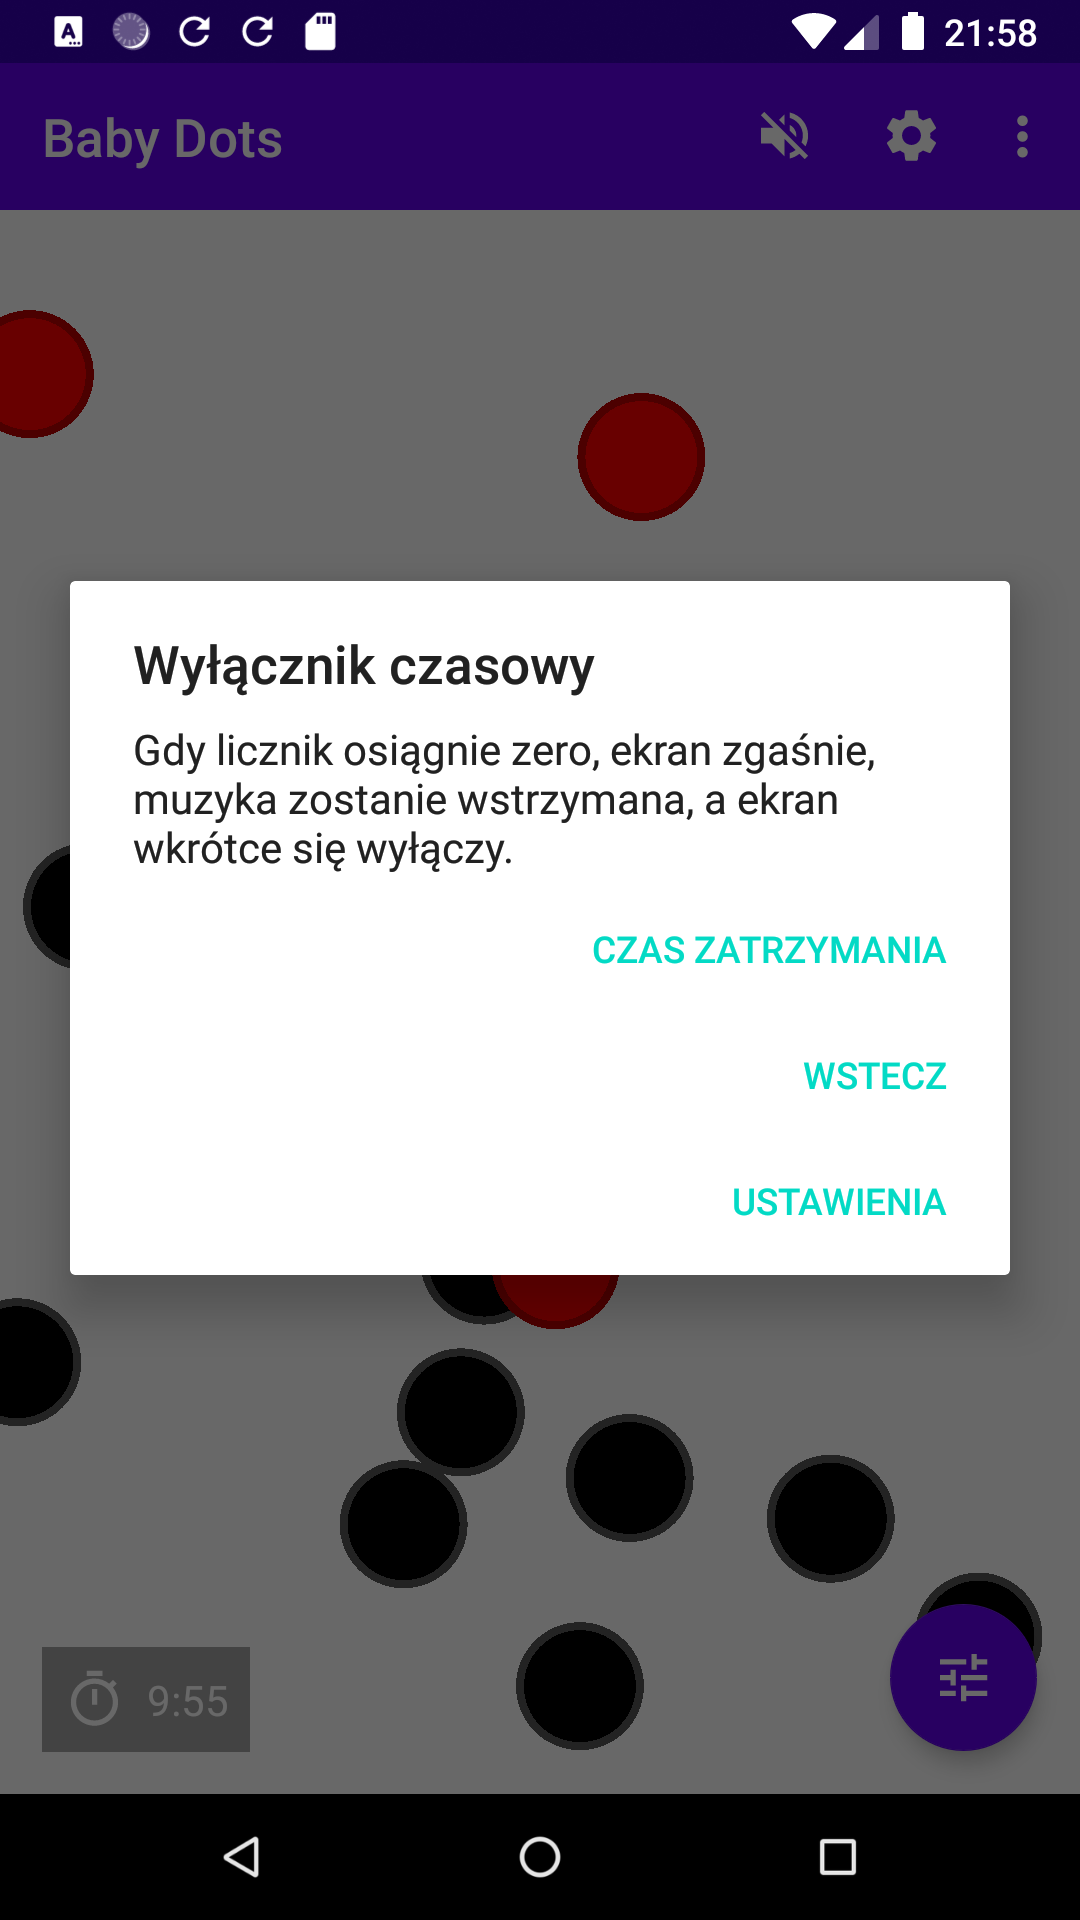 21:58
Baby Dots
Wyłącznik czasowy
Gdy licznik osiągnie zero, ekran zgaśnie,
muzyka zostanie wstrzymana, a ekran
wkrótce się wyłączy.
CZAS ZATRZYMANIA
WSTECZ
USTAWIENIA
9:55